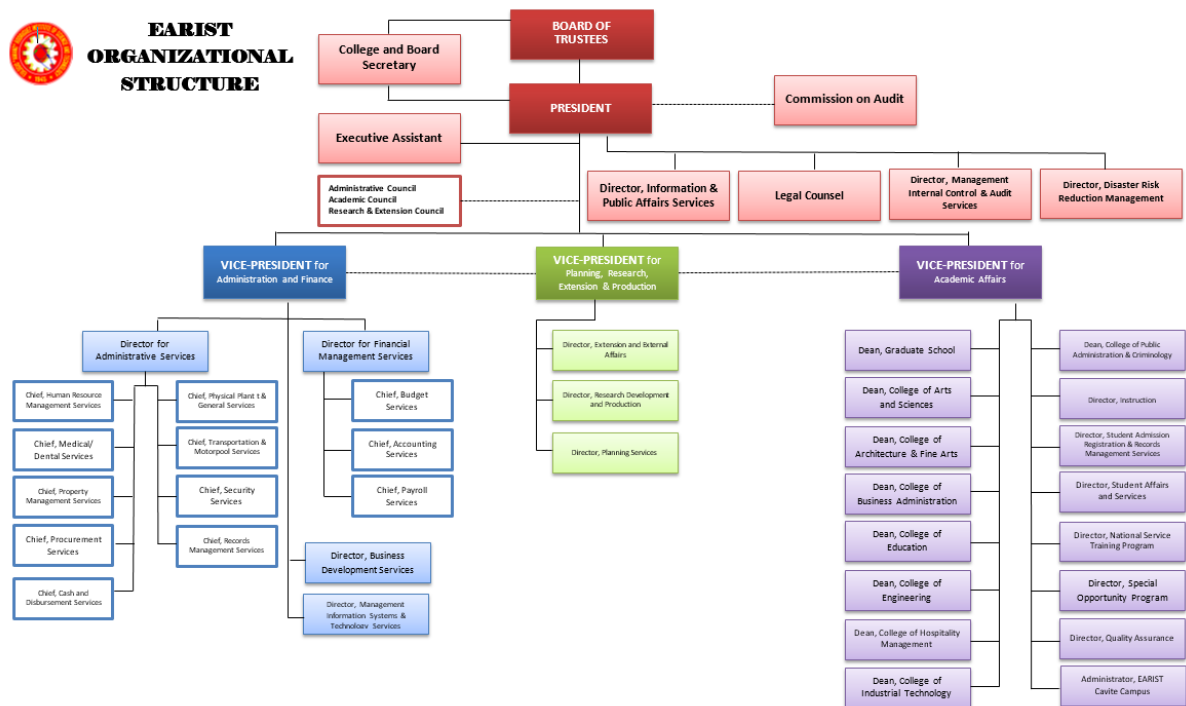 EARIST
ORGANIZATIONAL
STRUCTURE
BOARD OF
TRUSTEES
College and Board
Secretary
PRESIDENT
Commission on Audit
Executive Assistant
Administrative Council
Academic Council
Research & Extension Council
Director, Information &
Public Affairs Services
Legal Counsel
Director, Management
Internal Control & Audit
Services
Director, Disaster Risk
Reduction Management
VICE-PRESIDENT for
Administration and Finance
VICE-PRESIDENT for
Planning, Research,
Extension & Production
VICE-PRESIDENT for
Academic Affairs
Director for
Administrative Services
Director for Financial
Management Services
Chief, Human Resource
Management Services
Chief, Medical/
Dental Services
Chief, Property
Management Services
Chief, Procurement
Services
Chief, Cash and
Disbursement Services
Chief, Physical Plant t &
General Services
Chief, Transportation &
Motorpool Services
Chief, Security
Services
Chief, Records
Management Services
Chief, Budget
Services
Chief, Accounting
Services
Chief, Payroll
Services
Director, Business
Development Services
Director, Management
Information Systems &
Technology Services
Director, Extension and External
Affairs
Director, Research Development
and Production
Director, Planning Services
Dean, Graduate School
Dean, College of Arts
and Sciences
Dean, College of
Architecture & Fine Arts
Dean, College of
Business Administration
Dean, College of
Education
Dean, College of
Engineering
Dean, College of Hospitality
Management
Dean, College of
Industrial Technology
Dean, College of Public
Administration & Criminology
Director, Instruction
Director, Student Admission
Registration & Records
Management Services
Director, Student Affairs
and Services
Director, National Service
Training Program
Director, Special
Opportunity Program
Director, Quality Assurance
Administrator, EARIST
Cavite Campus